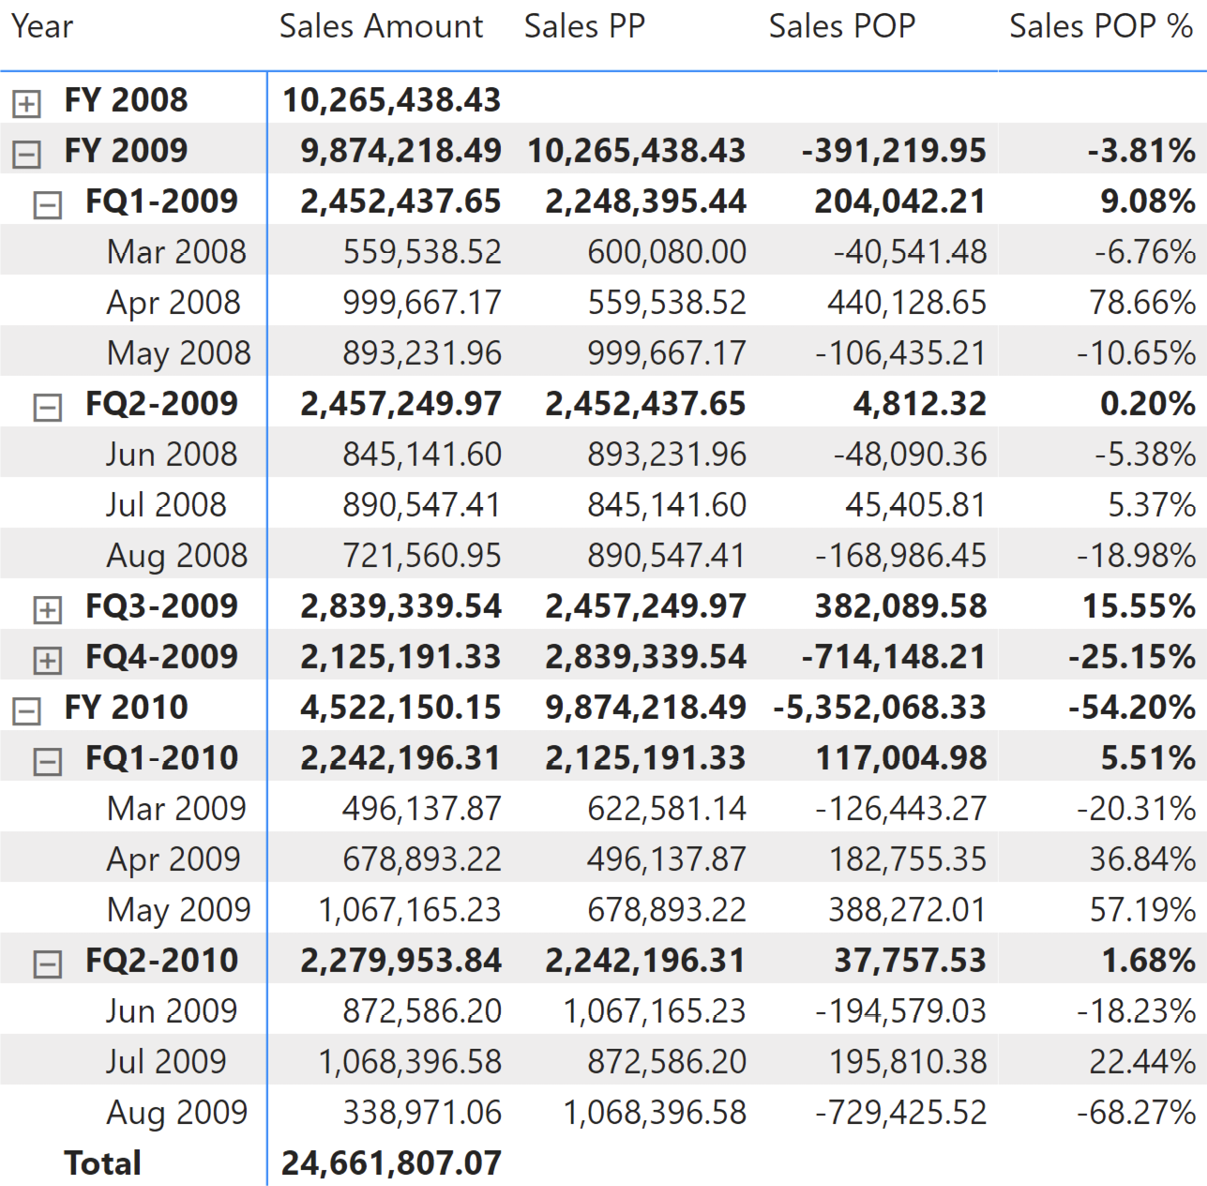 Year Sales Amount Sales PP Sales POP Sales POP %
FY 2008 10,265,438.43
FY 2009 9,874,218.49 10,265,438.43 -391,219.95 -3.81%
FQ1-2009 2,452,437.65 2,248,395.44 204,042.21 9.08%
Mar 2008 559,538.52 600,080.00 -40,541.48 -6.76%
Apr 2008 999,667.17 559,538.52 440,128.65 78.66%
May 2008 893,231.96 999,667.17 -106,435.21 -10.65%
FQ2-2009 2,457,249.97 2,452,437.65 4,812.32 0.20%
Jun 2008 845,141.60 893,231.96 -48,090.36 -5.38%
Jul 2008 890,547.41 845,141.60 45,405.81 5.37%
Aug 2008 721,560.95 890,547.41 -168,986.45 -18.98%
FQ3-2009 2,839,339.54 2,457,249.97 382,089.58 15.55%
FQ4-2009 2,125,191.33 2,839,339.54 -714,148.21 -25.15%
FY 2010 4,522,150.15 9,874,218.49 -5,352,068.33 -54.20%
FQ1-2010 2,242,196.31 2,125,191.33 117,004.98 5.51%
Mar 2009 496,137.87 622,581.14 -126,443.27 -20.31%
Apr 2009 678,893.22 496,137.87 182,755.35 36.84%
May 2009 1,067,165.23 678,893.22 388,272.01 57.19%
FQ2-2010 2,279,953.84 2,242,196.31 37,757.53 1.68%
Jun 2009 872,586.20 1,067,165.23 -194,579.03 -18.23%
Jul 2009 1,068,396.58 872,586.20 195,810.38 22.44%
Aug 2009 338,971.06 1,068,396.58 -729,425.52 -68.27%
Total 24,661,807.07